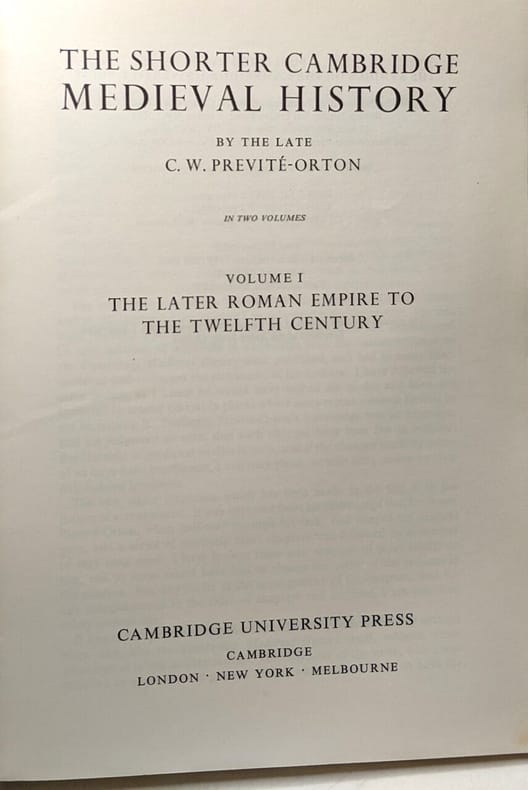 THE SHORTER CAMBRIDGE
MEDIEVAL HISTORY
BY THE LATE
C. W. PREVITÉ-ORTON
IN TWO VOLUMES
VOLUME I
THE LATER ROMAN EMPIRE TO
THE TWELFTH CENTURY
CAMBRIDGE UNIVERSITY PRESS
CAMBRIDGE
LONDON · NEW YORK · MELBOURNE